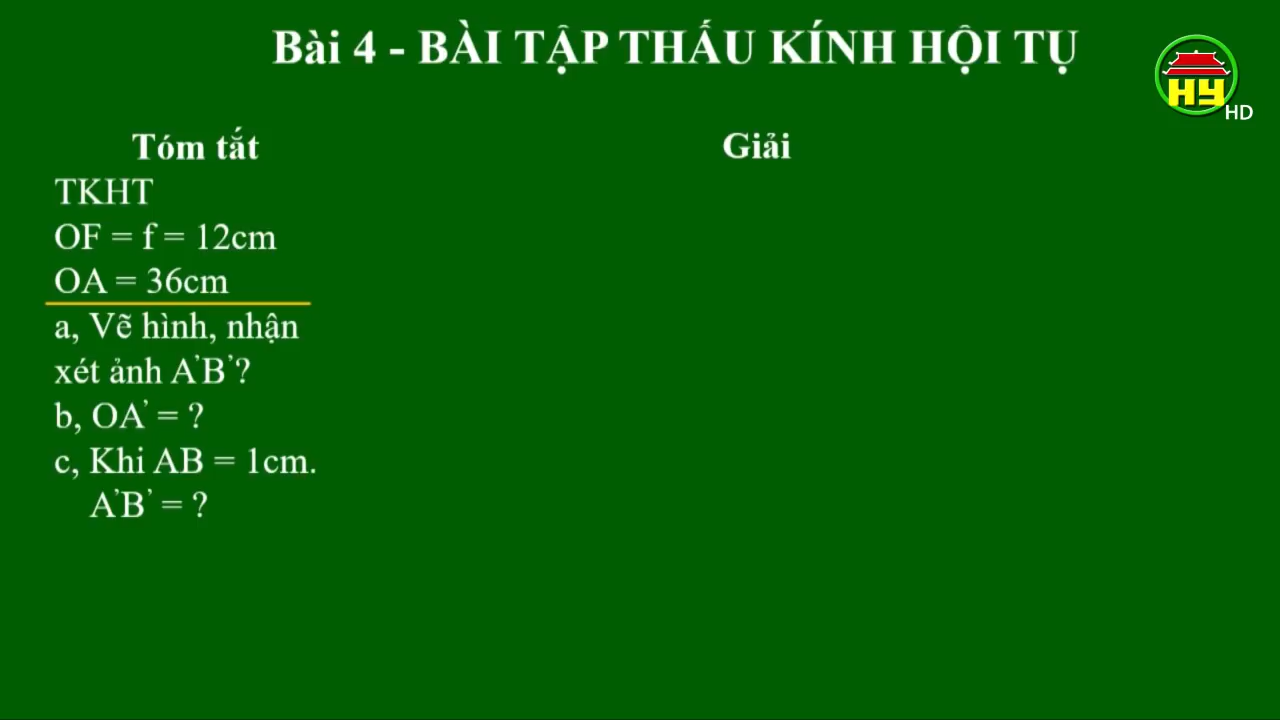 Bài 4 - BÀI TẬP THẤU KÍNH HỘI TỤ
HY
HD
Tóm tắt
Giải
TKHT
OF = f = 12cm
OA = 36cm
a, Vẽ hình, nhận
xét ảnh A’B’?
b, OA’ = ?
c, Khi AB = 1cm.
A’B’ = ?